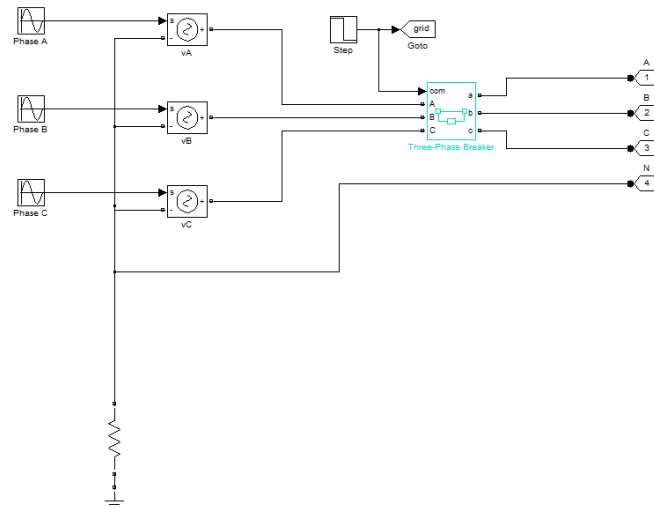 s
+
-
Phase A
vA
Step
grid
Goto
com
A
B
C
a
b
c
Three-Phase Breaker
A
1
B
2
C
3
N
4
s
+
-
Phase B
vB
s
+
-
Phase C
vC